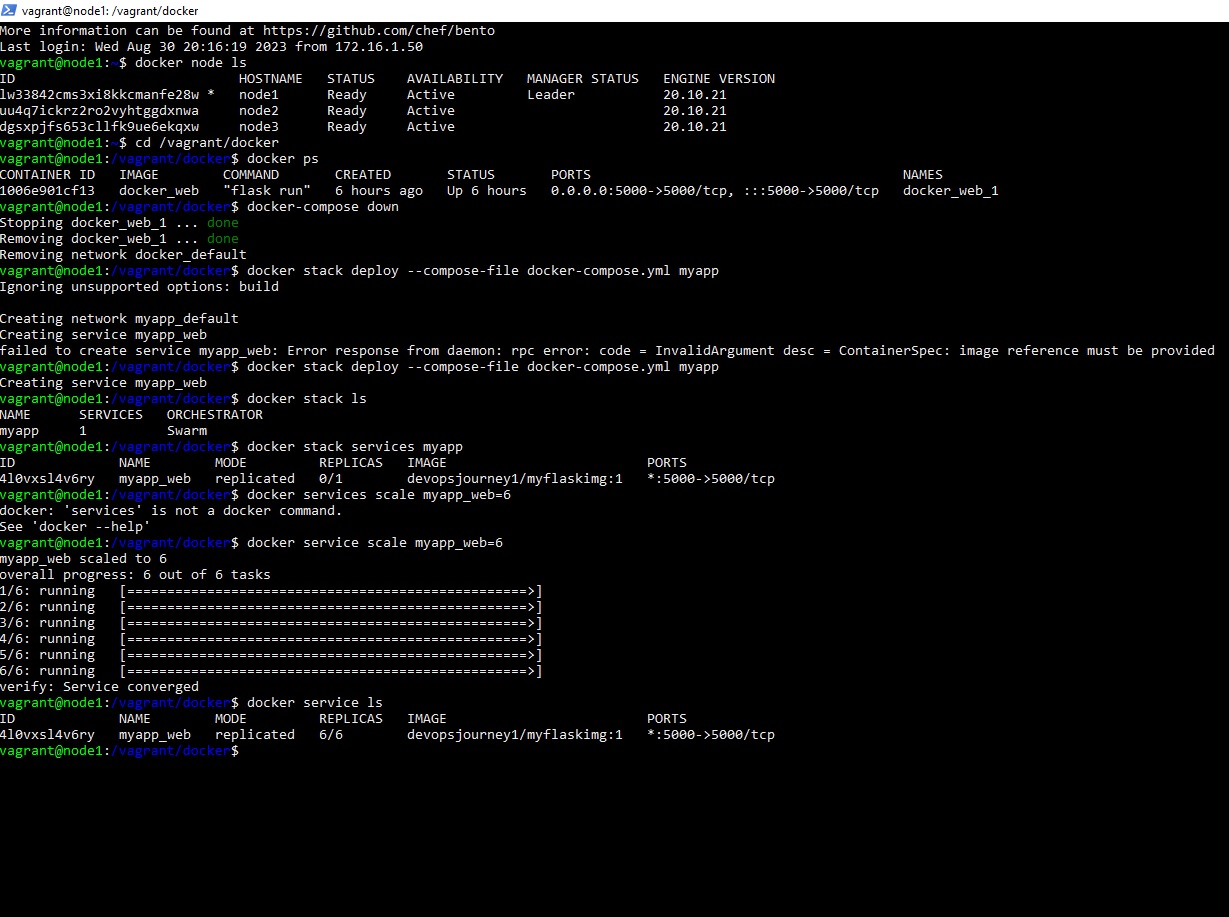 vagrant@node1: /vagrant/docker
More information can be found at https://github.com/chef/bento
Last login: Wed Aug 30 20:16:19 2023 from 172.16.1.50
vagrant@node1:~$ docker node ls
ID                            HOSTNAME   STATUS    AVAILABILITY   MANAGER STATUS   ENGINE VERSION
lw33842cms3xi8kkcmanfe28w *   node1      Ready     Active         Leader           20.10.21
uu4q7ickrz2ro2vyhtggdxnwa     node2      Ready     Active                          20.10.21
dgsxpjfs653cllfk9ue6ekqxw     node3      Ready     Active                          20.10.21
vagrant@node1:~$ cd /vagrant/docker
vagrant@node1:/vagrant/docker$ docker ps
CONTAINER ID   IMAGE        COMMAND       CREATED       STATUS       PORTS                                       NAMES
1006e901cf13   docker_web   "flask run"   6 hours ago   Up 6 hours   0.0.0.0:5000->5000/tcp, :::5000->5000/tcp   docker_web_1
vagrant@node1:/vagrant/docker$ docker-compose down
Stopping docker_web_1 ... done
Removing docker_web_1 ... done
Removing network docker_default
vagrant@node1:/vagrant/docker$ docker stack deploy --compose-file docker-compose.yml myapp
Ignoring unsupported options: build
Creating network myapp_default
Creating service myapp_web
failed to create service myapp_web: Error response from daemon: rpc error: code = InvalidArgument desc = ContainerSpec: image reference must be provided
vagrant@node1:/vagrant/docker$ docker stack deploy --compose-file docker-compose.yml myapp
Creating service myapp_web
vagrant@node1:/vagrant/docker$ docker stack ls
NAME      SERVICES   ORCHESTRATOR
myapp     1          Swarm
vagrant@node1:/vagrant/docker$ docker stack services myapp
ID             NAME        MODE         REPLICAS   IMAGE                         PORTS
4l0vxsl4v6ry   myapp_web   replicated   0/1        devopsjourney1/myflaskimg:1   *:5000->5000/tcp
vagrant@node1:/vagrant/docker$ docker services scale myapp_web=6
docker: 'services' is not a docker command.
See 'docker --help'
vagrant@node1:/vagrant/docker$ docker service scale myapp_web=6
myapp_web scaled to 6
overall progress: 6 out of 6 tasks
1/6: running   [==================================================>]
2/6: running   [==================================================>]
3/6: running   [==================================================>]
4/6: running   [==================================================>]
5/6: running   [==================================================>]
6/6: running   [==================================================>]
verify: Service converged
vagrant@node1:/vagrant/docker$ docker service ls
ID             NAME        MODE         REPLICAS   IMAGE                         PORTS
4l0vxsl4v6ry   myapp_web   replicated   6/6        devopsjourney1/myflaskimg:1   *:5000->5000/tcp
vagrant@node1:/vagrant/docker$